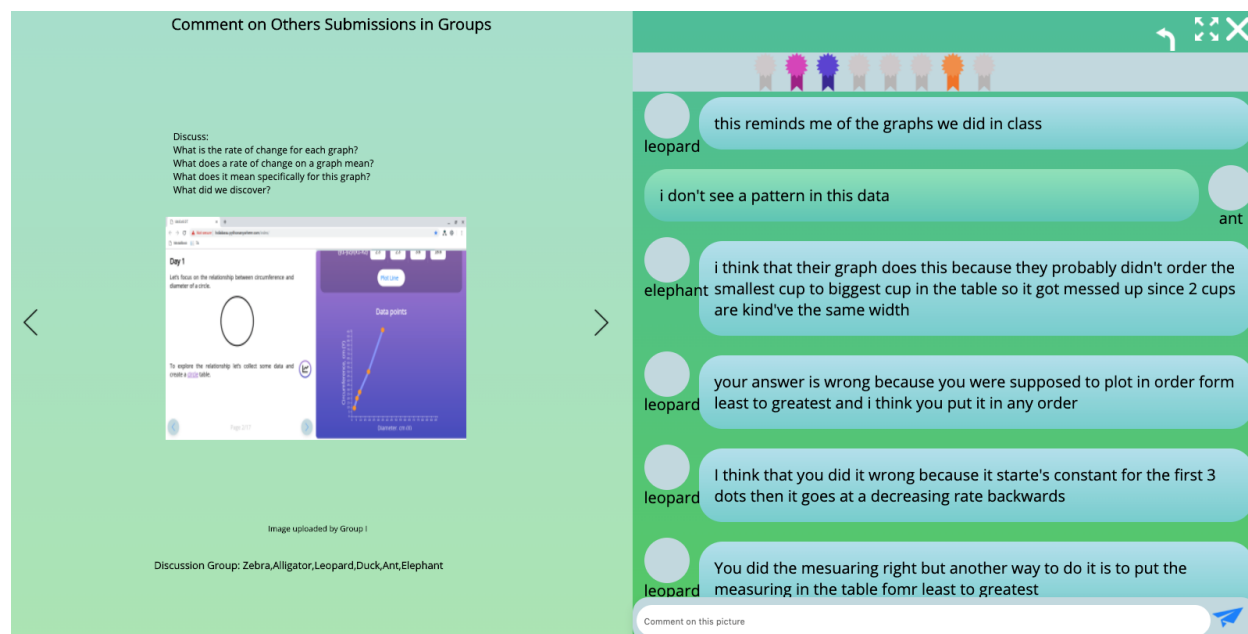 Comment on Others Submissions in Groups
Discuss:
What is the rate of change for each graph?
What does a rate of change on a graph mean?
What does it mean specifically for this graph?
What did we discover?
Day 1
Let's focus on the relationship between circumference and
diameter of a circle.
To explore the relationship let's collect some data and
create a circle table.
Page 2/17
Plot Line
Data points
Circumference, cm (Y)
Diameter cm (X)
Image uploaded by Group I
Discussion Group: Zebra,Alligator,Leopard,Duck,Ant,Elephant
this reminds me of the graphs we did in class
leopard
i don't see a pattern in this data
ant
i think that their graph does this because they probably didn't order the
elephant smallest cup to biggest cup in the table so it got messed up since 2 cups
are kind've the same width
your answer is wrong because you were supposed to plot in order form
leopard least to greatest and i think you put it in any order
I think that you did it wrong because it starte's constant for the first 3
leopard dots then it goes at a decreasing rate backwards
You did the mesuaring right but another way to do it is to put the
leopard measuring in the table fomr least to greatest
Comment on this picture